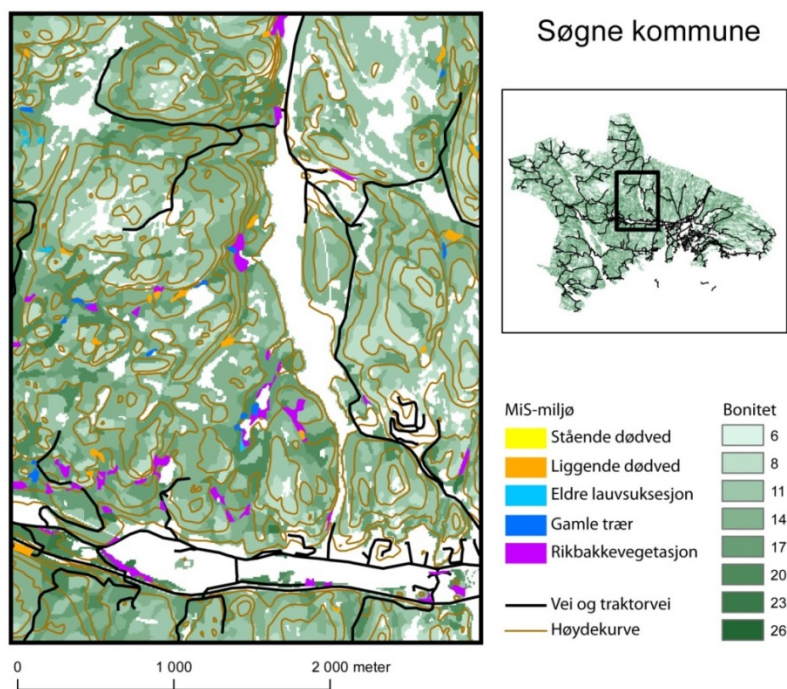 Søgne kommune
MiS-miljø
Stående dødved
Liggende dødved
Eldre lauvsuksesjon
Gamle trær
Rikbakkevegetasjon
Vei og traktorvei
Høydekurve
Bonitet
6
8
11
14
17
20
23
26
0 1 000 2 000 meter